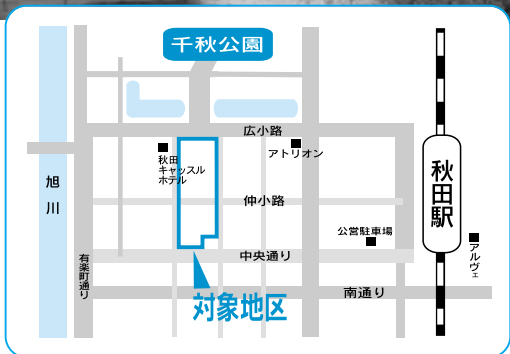 千秋公園
広小路
アトリオン
秋田
キャッスル
ホテル
旭川
仲小路
秋田駅
公営駐車場
中央通り
アルヴェ
有楽町通り
南通り
対象地区